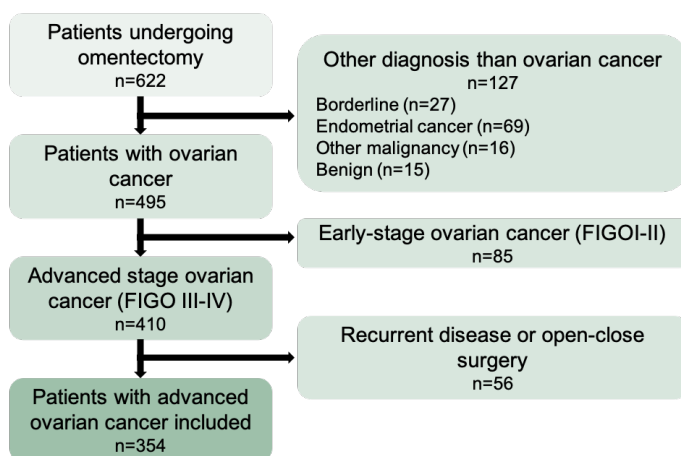 Patients undergoing
omentectomy
n=622
Other diagnosis than ovarian cancer
n=127
Borderline (n=27)
Endometrial cancer (n=69)
Other malignancy (n=16)
Benign (n=15)
Patients with ovarian
cancer
n=495
Early-stage ovarian cancer (FIGOI-II)
n=85
Advanced stage ovarian
cancer (FIGO III-IV)
n=410
Recurrent disease or open-close
surgery
n=56
Patients with advanced
ovarian cancer included
n=354